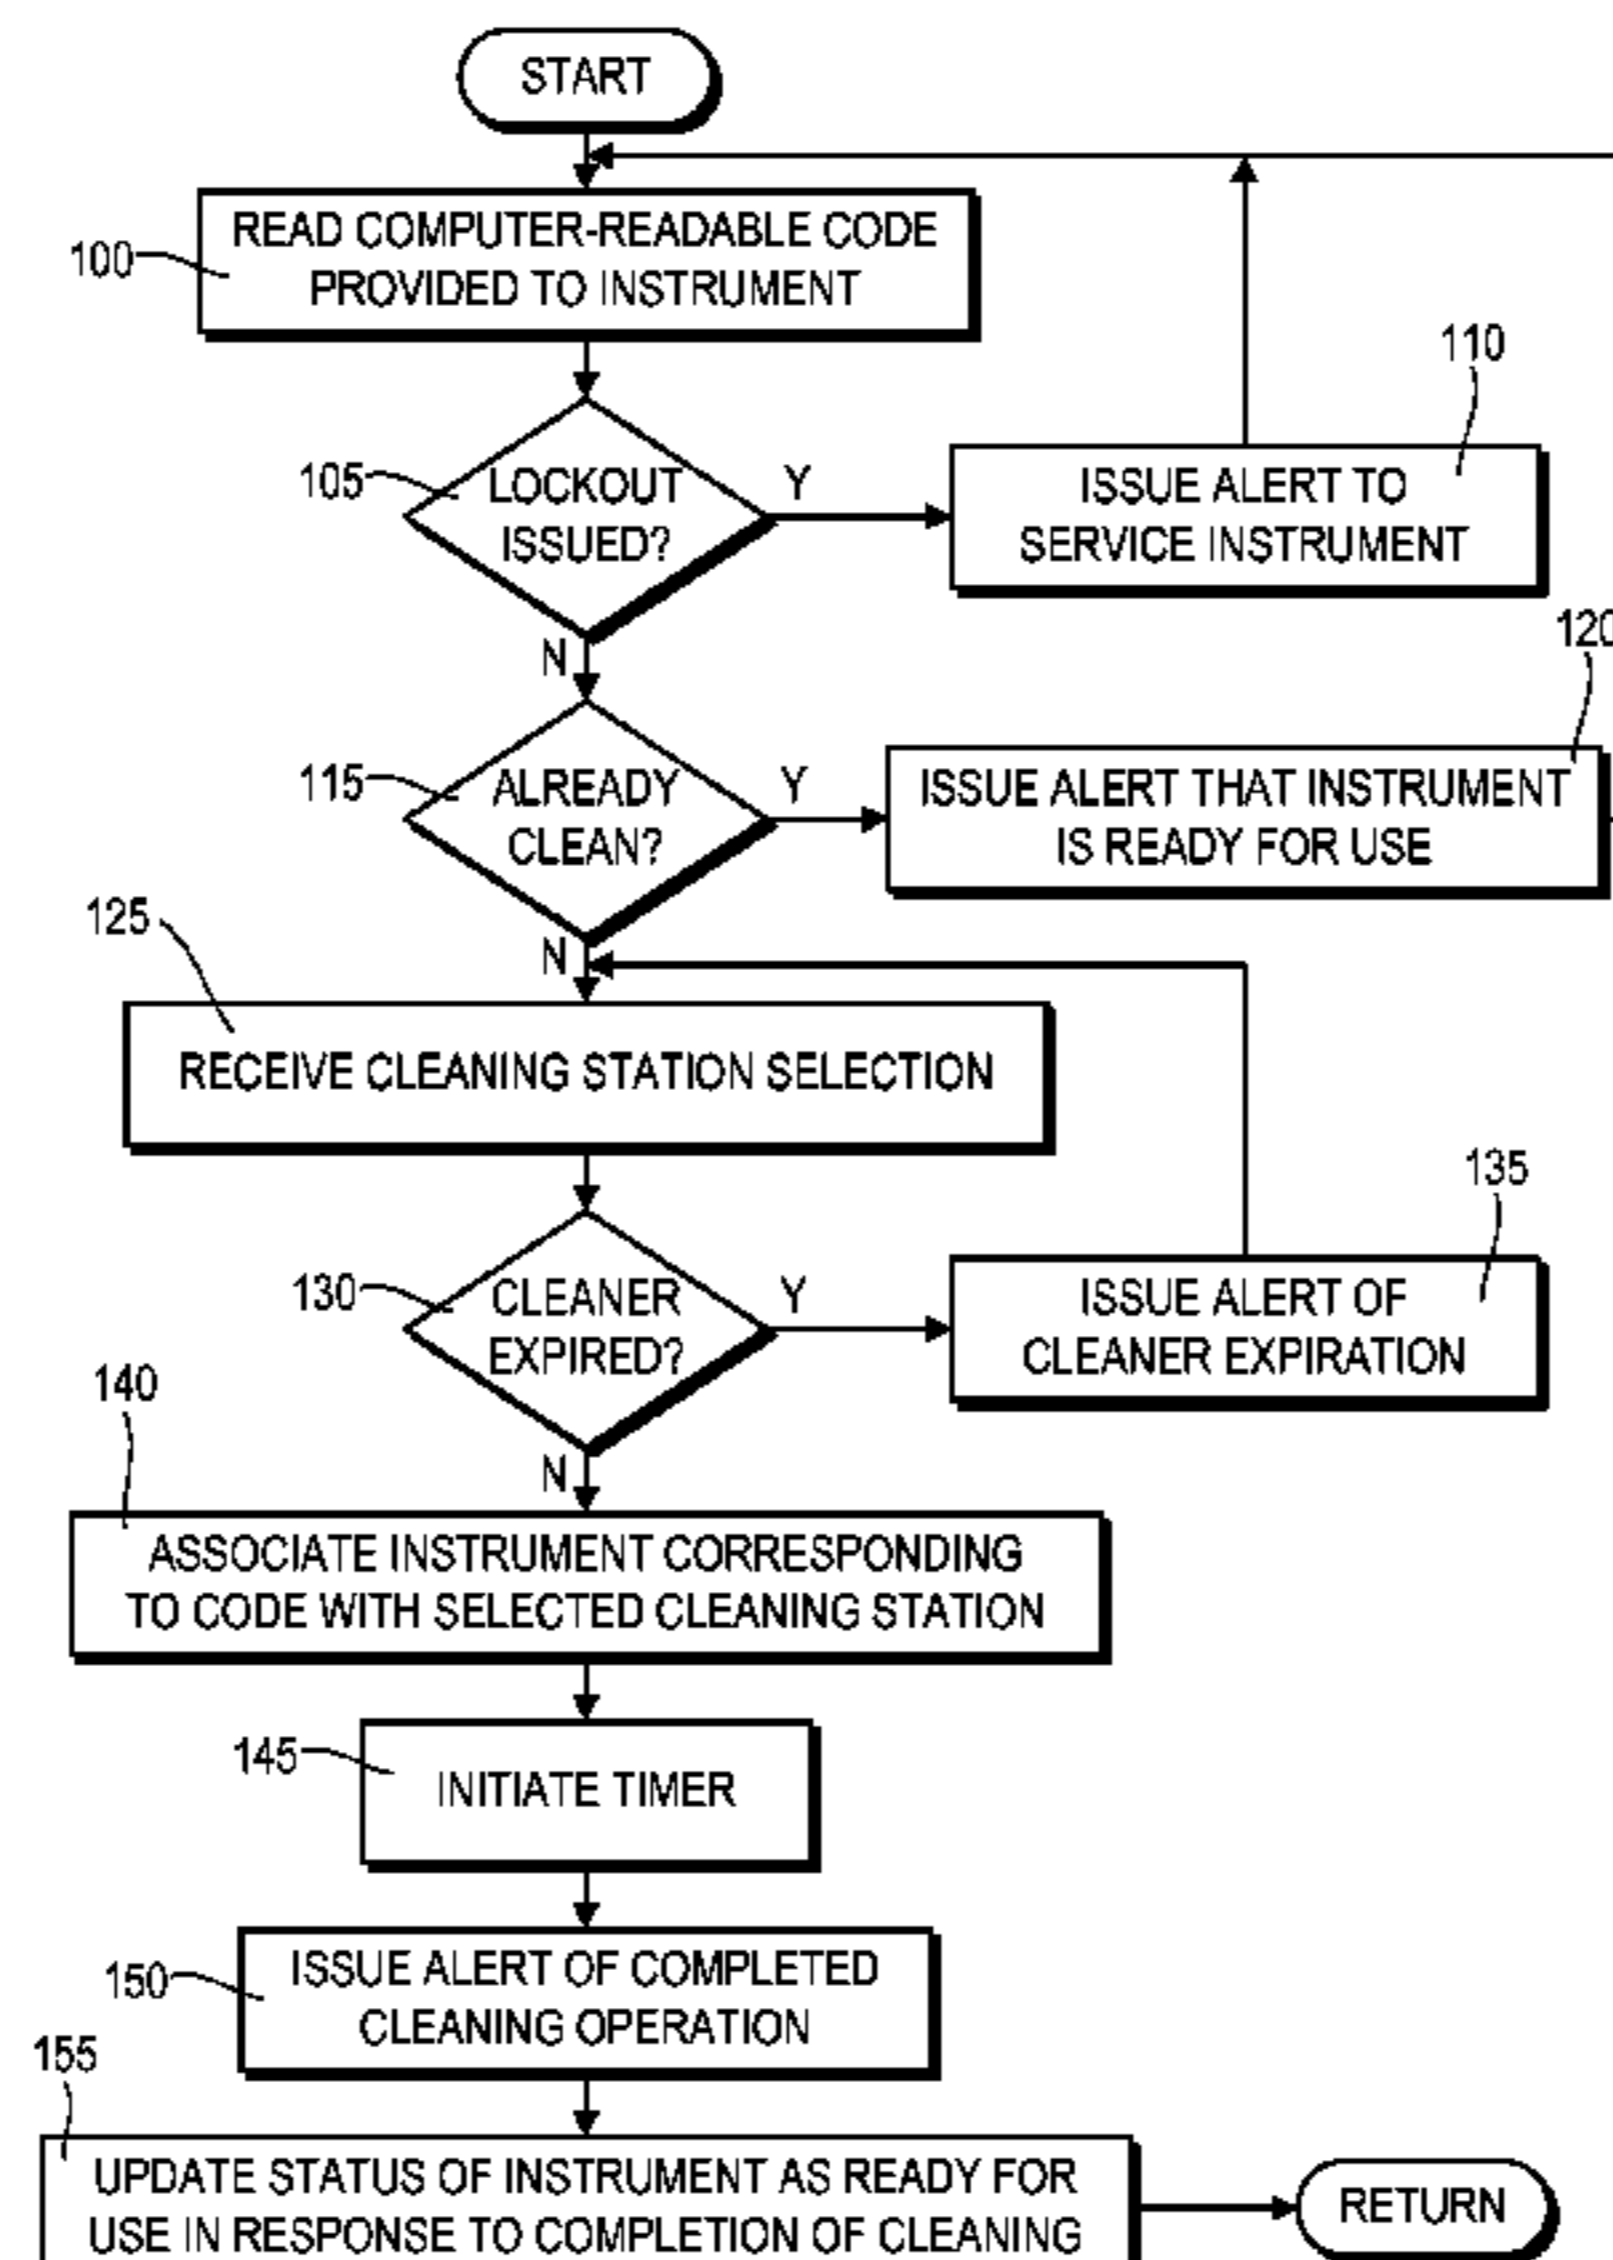 START
READ COMPUTER-READABLE CODE
PROVIDED TO INSTRUMENT
100
110
105
LOCKOUT
ISSUED?
Y
ISSUE ALERT TO
SERVICE INSTRUMENT
N
120
115
ALREADY
CLEAN?
Y
ISSUE ALERT THAT INSTRUMENT
IS READY FOR USE
125
N
RECEIVE CLEANING STATION SELECTION
135
130
CLEANER
EXPIRED?
Y
ISSUE ALERT OF
CLEANER EXPIRATION
140
N
ASSOCIATE INSTRUMENT CORRESPONDING
TO CODE WITH SELECTED CLEANING STATION
145
INITIATE TIMER
150
ISSUE ALERT OF COMPLETED
CLEANING OPERATION
155
UPDATE STATUS OF INSTRUMENT AS READY FOR
USE IN RESPONSE TO COMPLETION OF CLEANING
RETURN